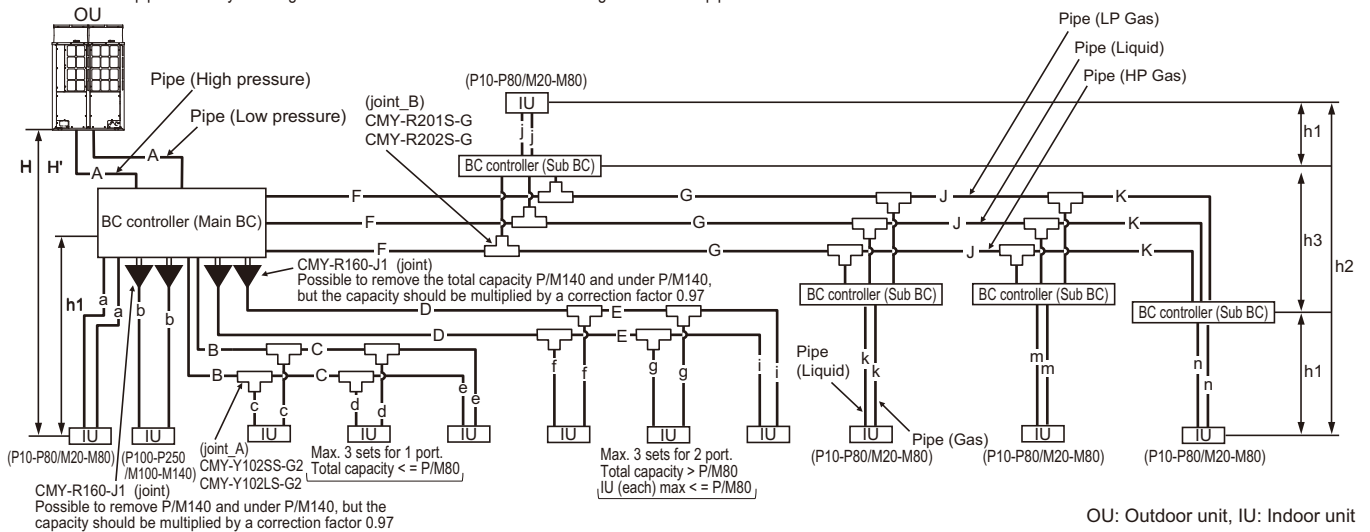 OU
Pipe (High pressure)
Pipe (Low pressure)
A
A
H
H'
(joint_B)
CMY-R201S-G
CMY-R202S-G
(P10-P80/M20-M80)
IU
j
j
BC controller (Sub BC)
Pipe (LP Gas)
Pipe (Liquid)
Pipe (HP Gas)
h1
h3
h2
BC controller (Main BC)
F
G
J
K
F
G
J
K
F
G
J
K
CMY-R160-J1 (joint)
Possible to remove the total capacity P/M140 and under P/M140,
but the capacity should be multiplied by a correction factor 0.97
BC controller (Sub BC)
BC controller (Sub BC)
BC controller (Sub BC)
h1
h1
a
a
b
b
D
E
D
E
B
C
B
C
c
c
d
d
e
e
f
f
g
g
i
i
Pipe
(Liquid)
k
k
m
m
n
n
Pipe (Gas)
IU
IU
IU
IU
IU
IU
IU
IU
IU
IU
IU
(P10-P80/M20-M80)
(P100-P250
/M100-M140)
(joint_A)
CMY-Y102SS-G2
CMY-Y102LS-G2
Max. 3 sets for 1 port.
Total capacity < = P/M80
Max. 3 sets for 2 port.
Total capacity > P/M80
IU (each) max < = P/M80
(P10-P80/M20-M80)
(P10-P80/M20-M80)
(P10-P80/M20-M80)
CMY-R160-J1 (joint)
Possible to remove P/M140 and under P/M140, but the
capacity should be multiplied by a correction factor 0.97
OU: Outdoor unit, IU: Indoor unit